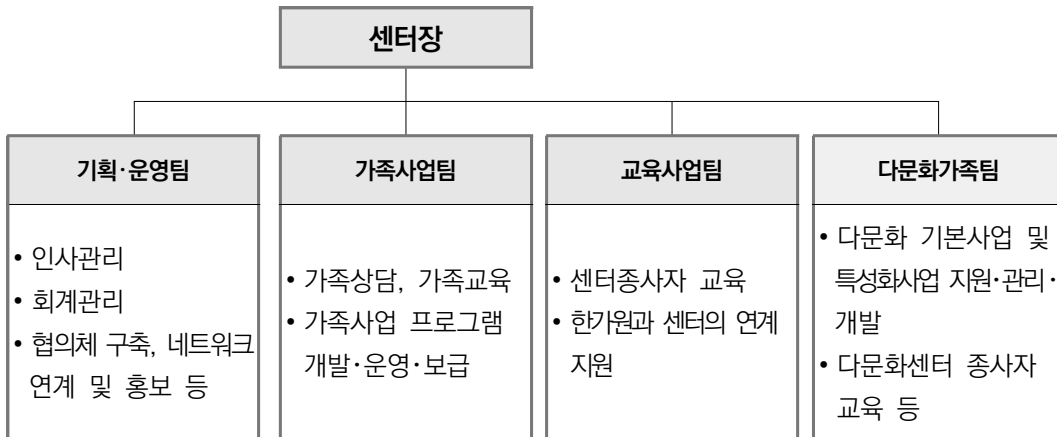 센터장
기획·운영팀
• 인사관리
• 회계관리
• 협의체 구축, 네트워크
연계 및 홍보 등
가족사업팀
• 가족상담, 가족교육
• 가족사업 프로그램
개발·운영·보급
교육사업팀
• 센터종사자 교육
• 한가원과 센터의 연계
지원
다문화가족팀
• 다문화 기본사업 및
특성화사업 지원·관리·
개발
• 다문화센터 종사자
교육 등